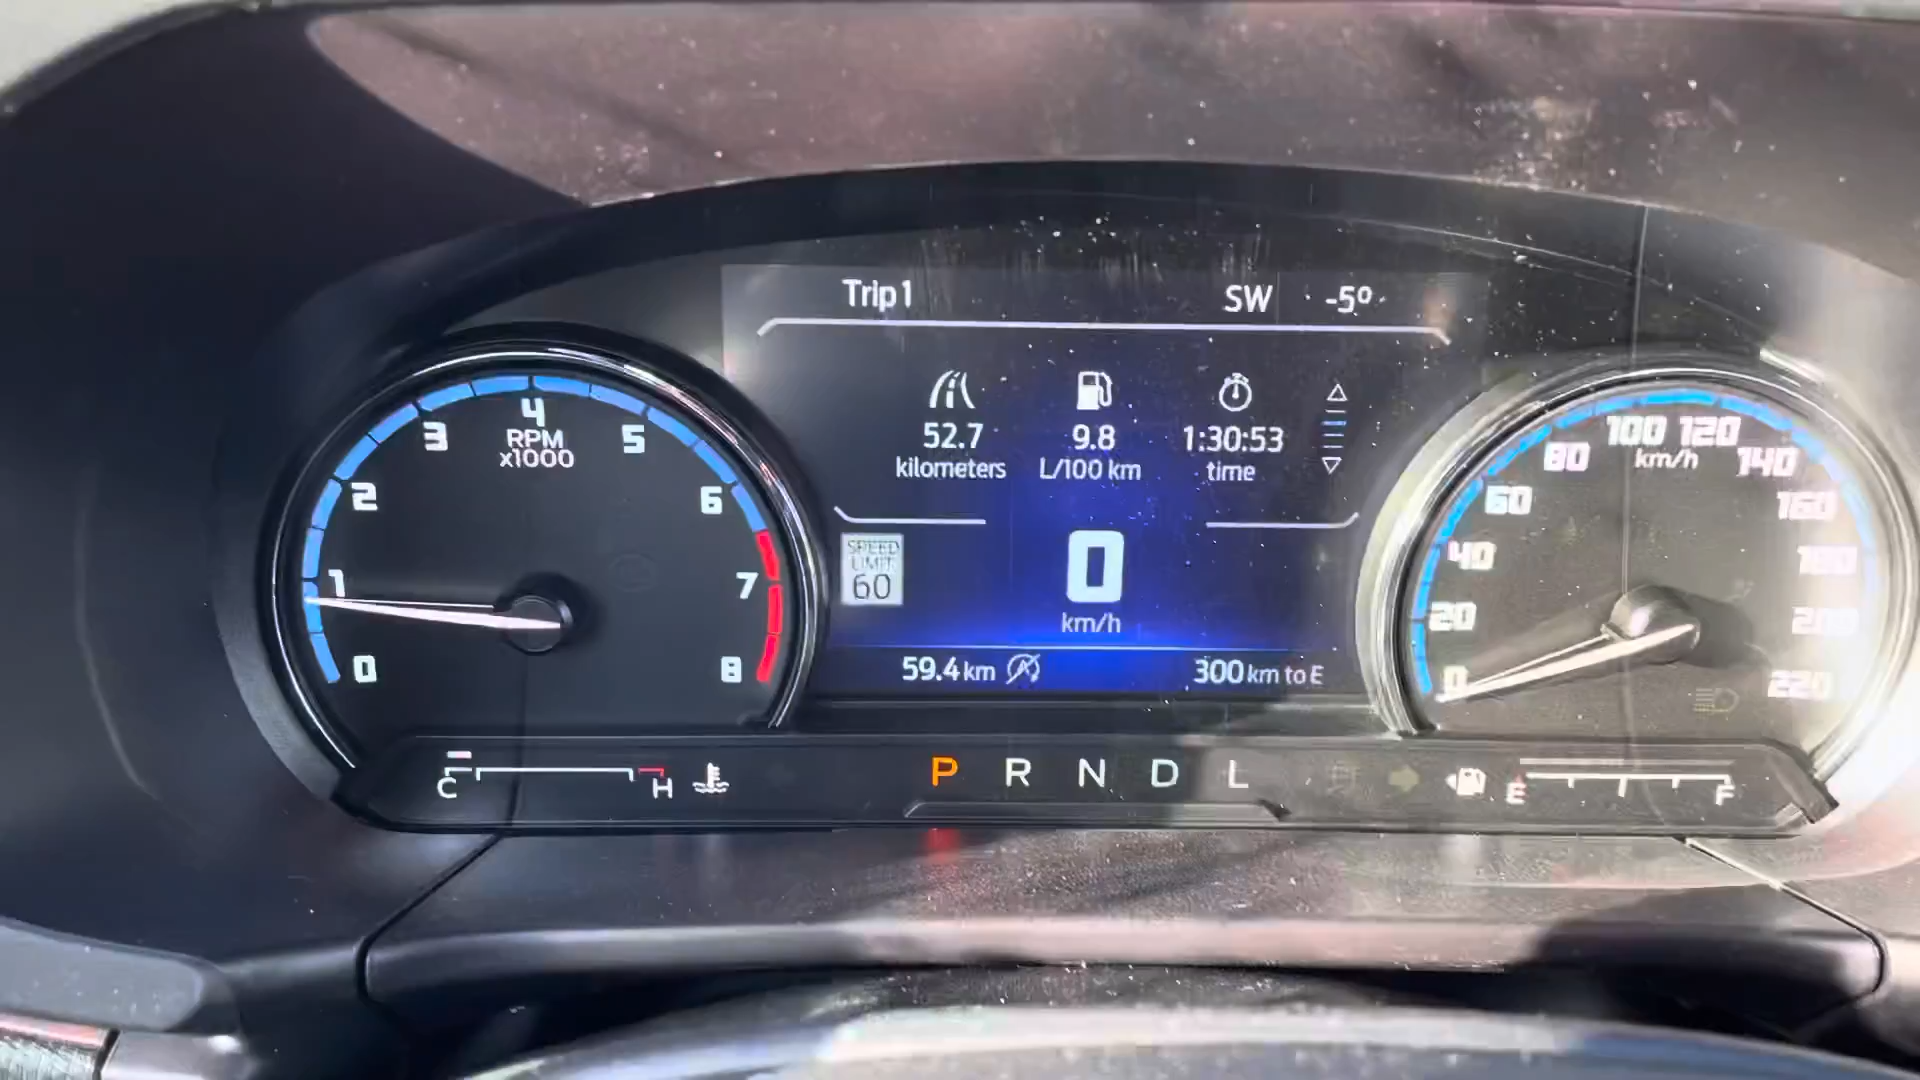 Trip 1 SW -5°
52.7 9.8 1:30:53
kilometers L/100 km time
SPEED
LIMIT
60
0
km/h
59.4 km 300 km to E
0 1 2 3 4 5 6 7 8
RPM
x1000
0 20 40 60 80 100 120 140 160 180 200 220
km/h
C H P R N D L E F